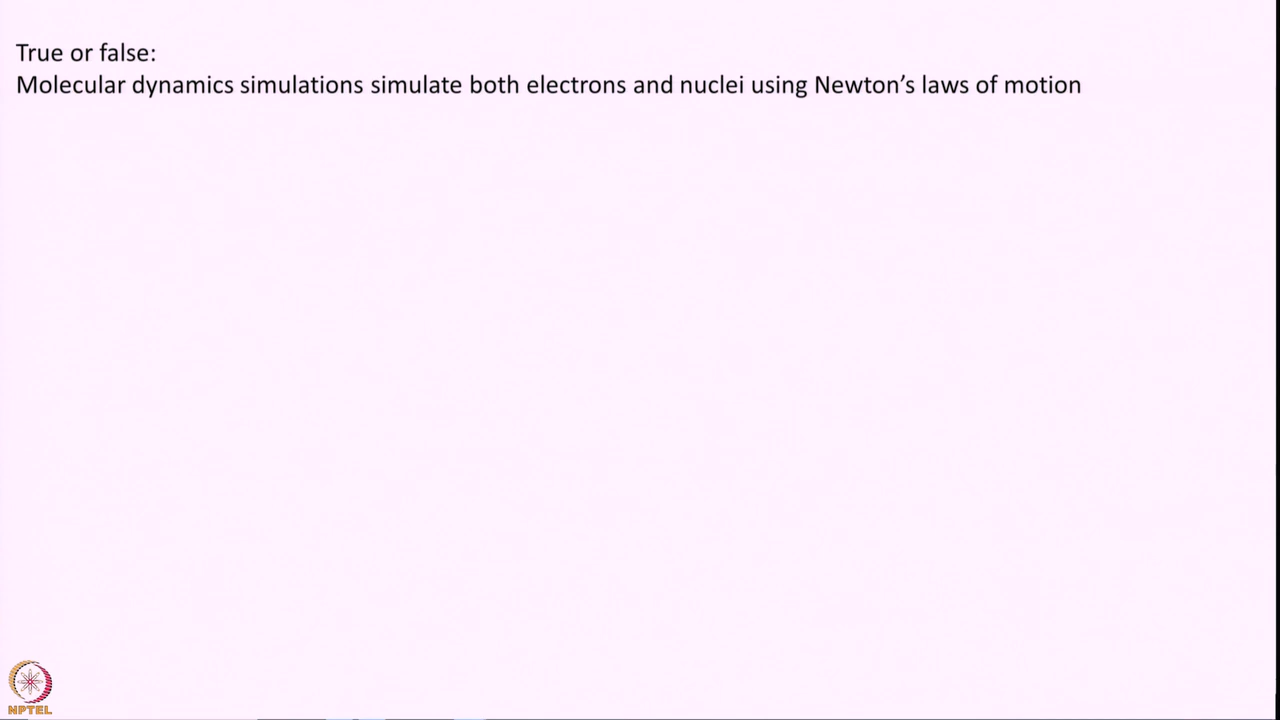 True or false:
Molecular dynamics simulations simulate both electrons and nuclei using Newton’s laws of motion
NPTEL